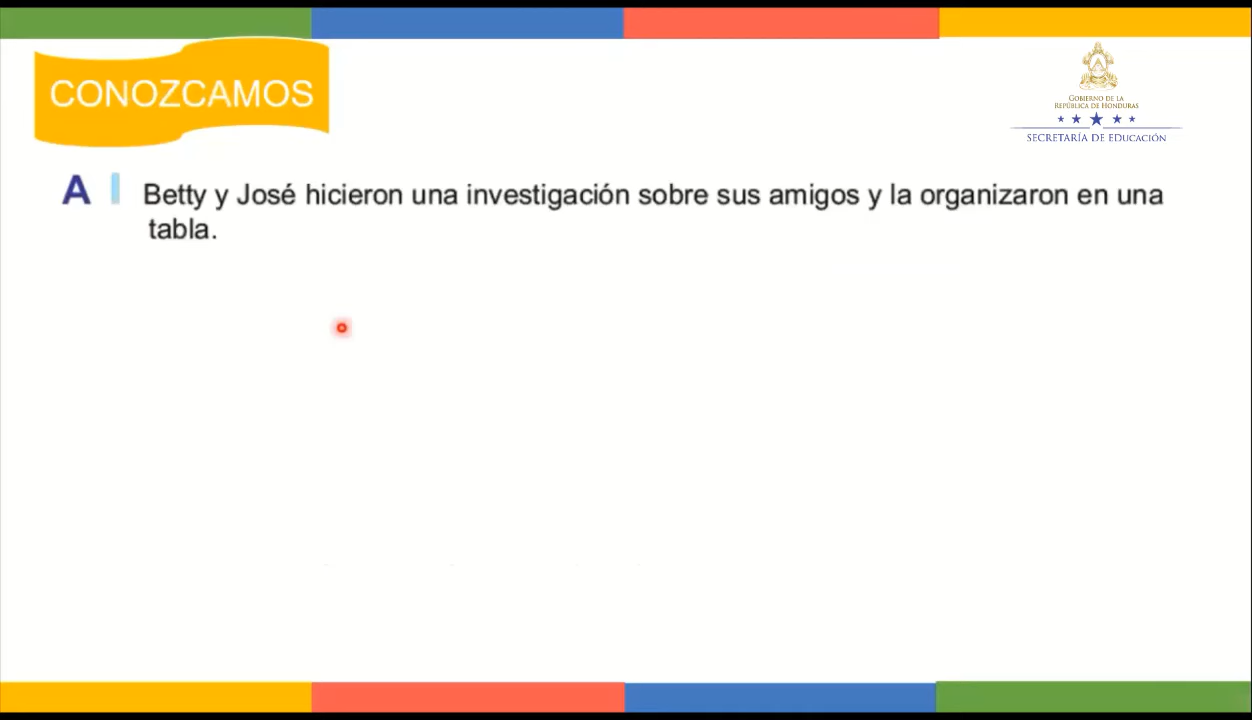 CONOZCAMOS
GOBIERNO DE LA
REPÚBLICA DE HONDURAS
SECRETARÍA DE EDUCACIÓN
A Betty y José hicieron una investigación sobre sus amigos y la organizaron en una
tabla.